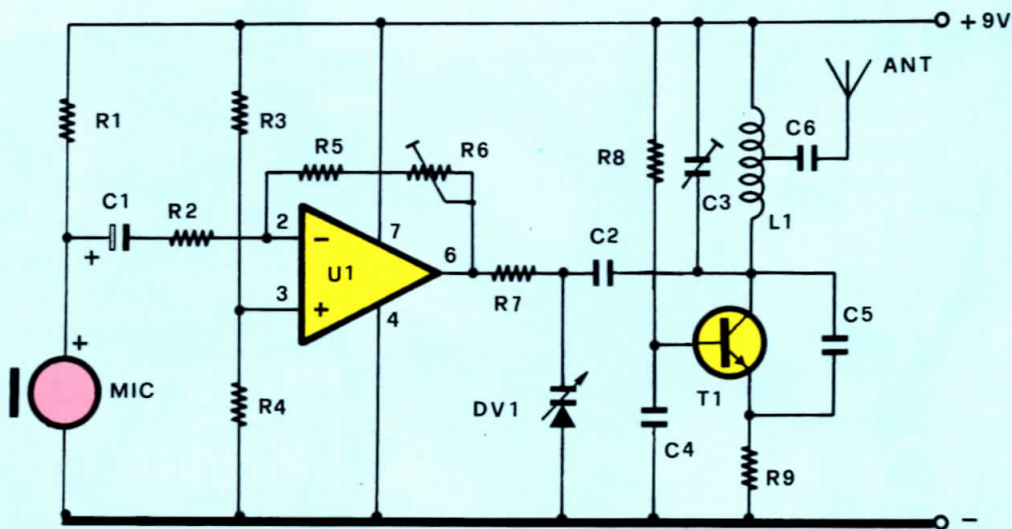 + 9V
ANT
R1
R3
R5
R6
R8
C6
C3
L1
C1
R2
+
2
−
7
6
U1
3
+
4
R7
C2
C5
T1
+
MIC
R4
DV1
C4
R9
−